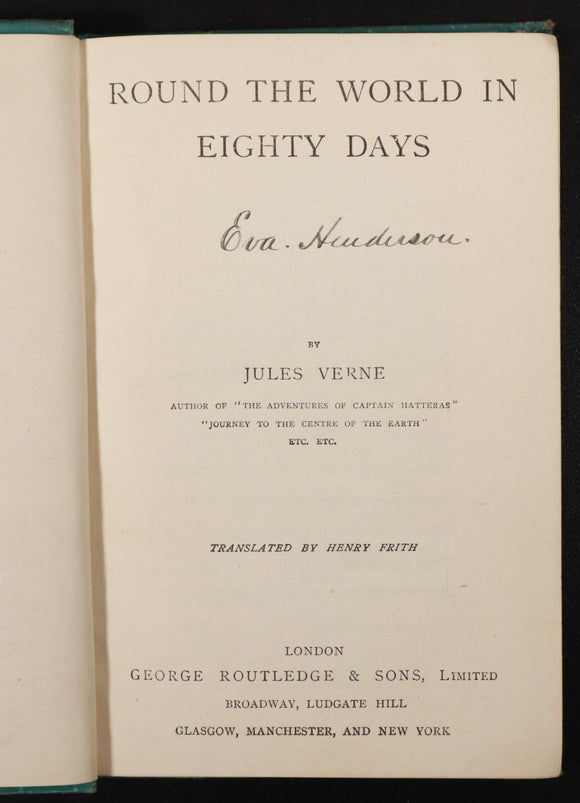 ROUND THE WORLD IN
EIGHTY DAYS
Eva. Henderson.
BY
JULES VERNE
AUTHOR OF "THE ADVENTURES OF CAPTAIN HATTERAS"
"JOURNEY TO THE CENTRE OF THE EARTH"
ETC. ETC.
TRANSLATED BY HENRY FRITH
LONDON
GEORGE ROUTLEDGE & SONS, LIMITED
BROADWAY, LUDGATE HILL
GLASGOW, MANCHESTER, AND NEW YORK